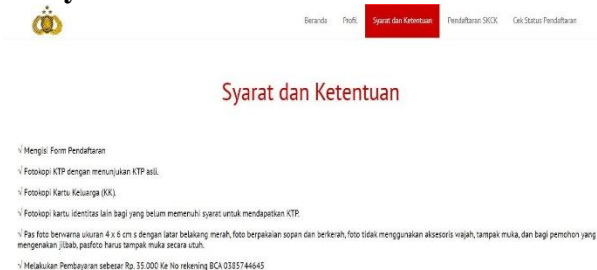 Beranda Profil Syarat dan Ketentuan Pendaftaran SKCK Cek Status Pendaftaran
Syarat dan Ketentuan
√ Mengisi Form Pendaftaran
√ Fotokopi KTP dengan menunjukan KTP asli.
√ Fotokopi Kartu Keluarga (KK).
√ Fotokopi kartu identitas lain bagi yang belum memenuhi syarat untuk mendapatkan KTP.
√ Pas foto berwarna ukuran 4 x 6 cm s dengan latar belakang merah, foto berpakaian sopan dan berkerah, foto tidak menggunakan aksesoris wajah, tampak muka, dan bagi pemohon yang
mengenakan jilbab, pasfoto harus tampak muka secara utuh.
√ Melakukan Pembayaran sebesar Rp. 35.000 Ke No rekening BCA 0385744645